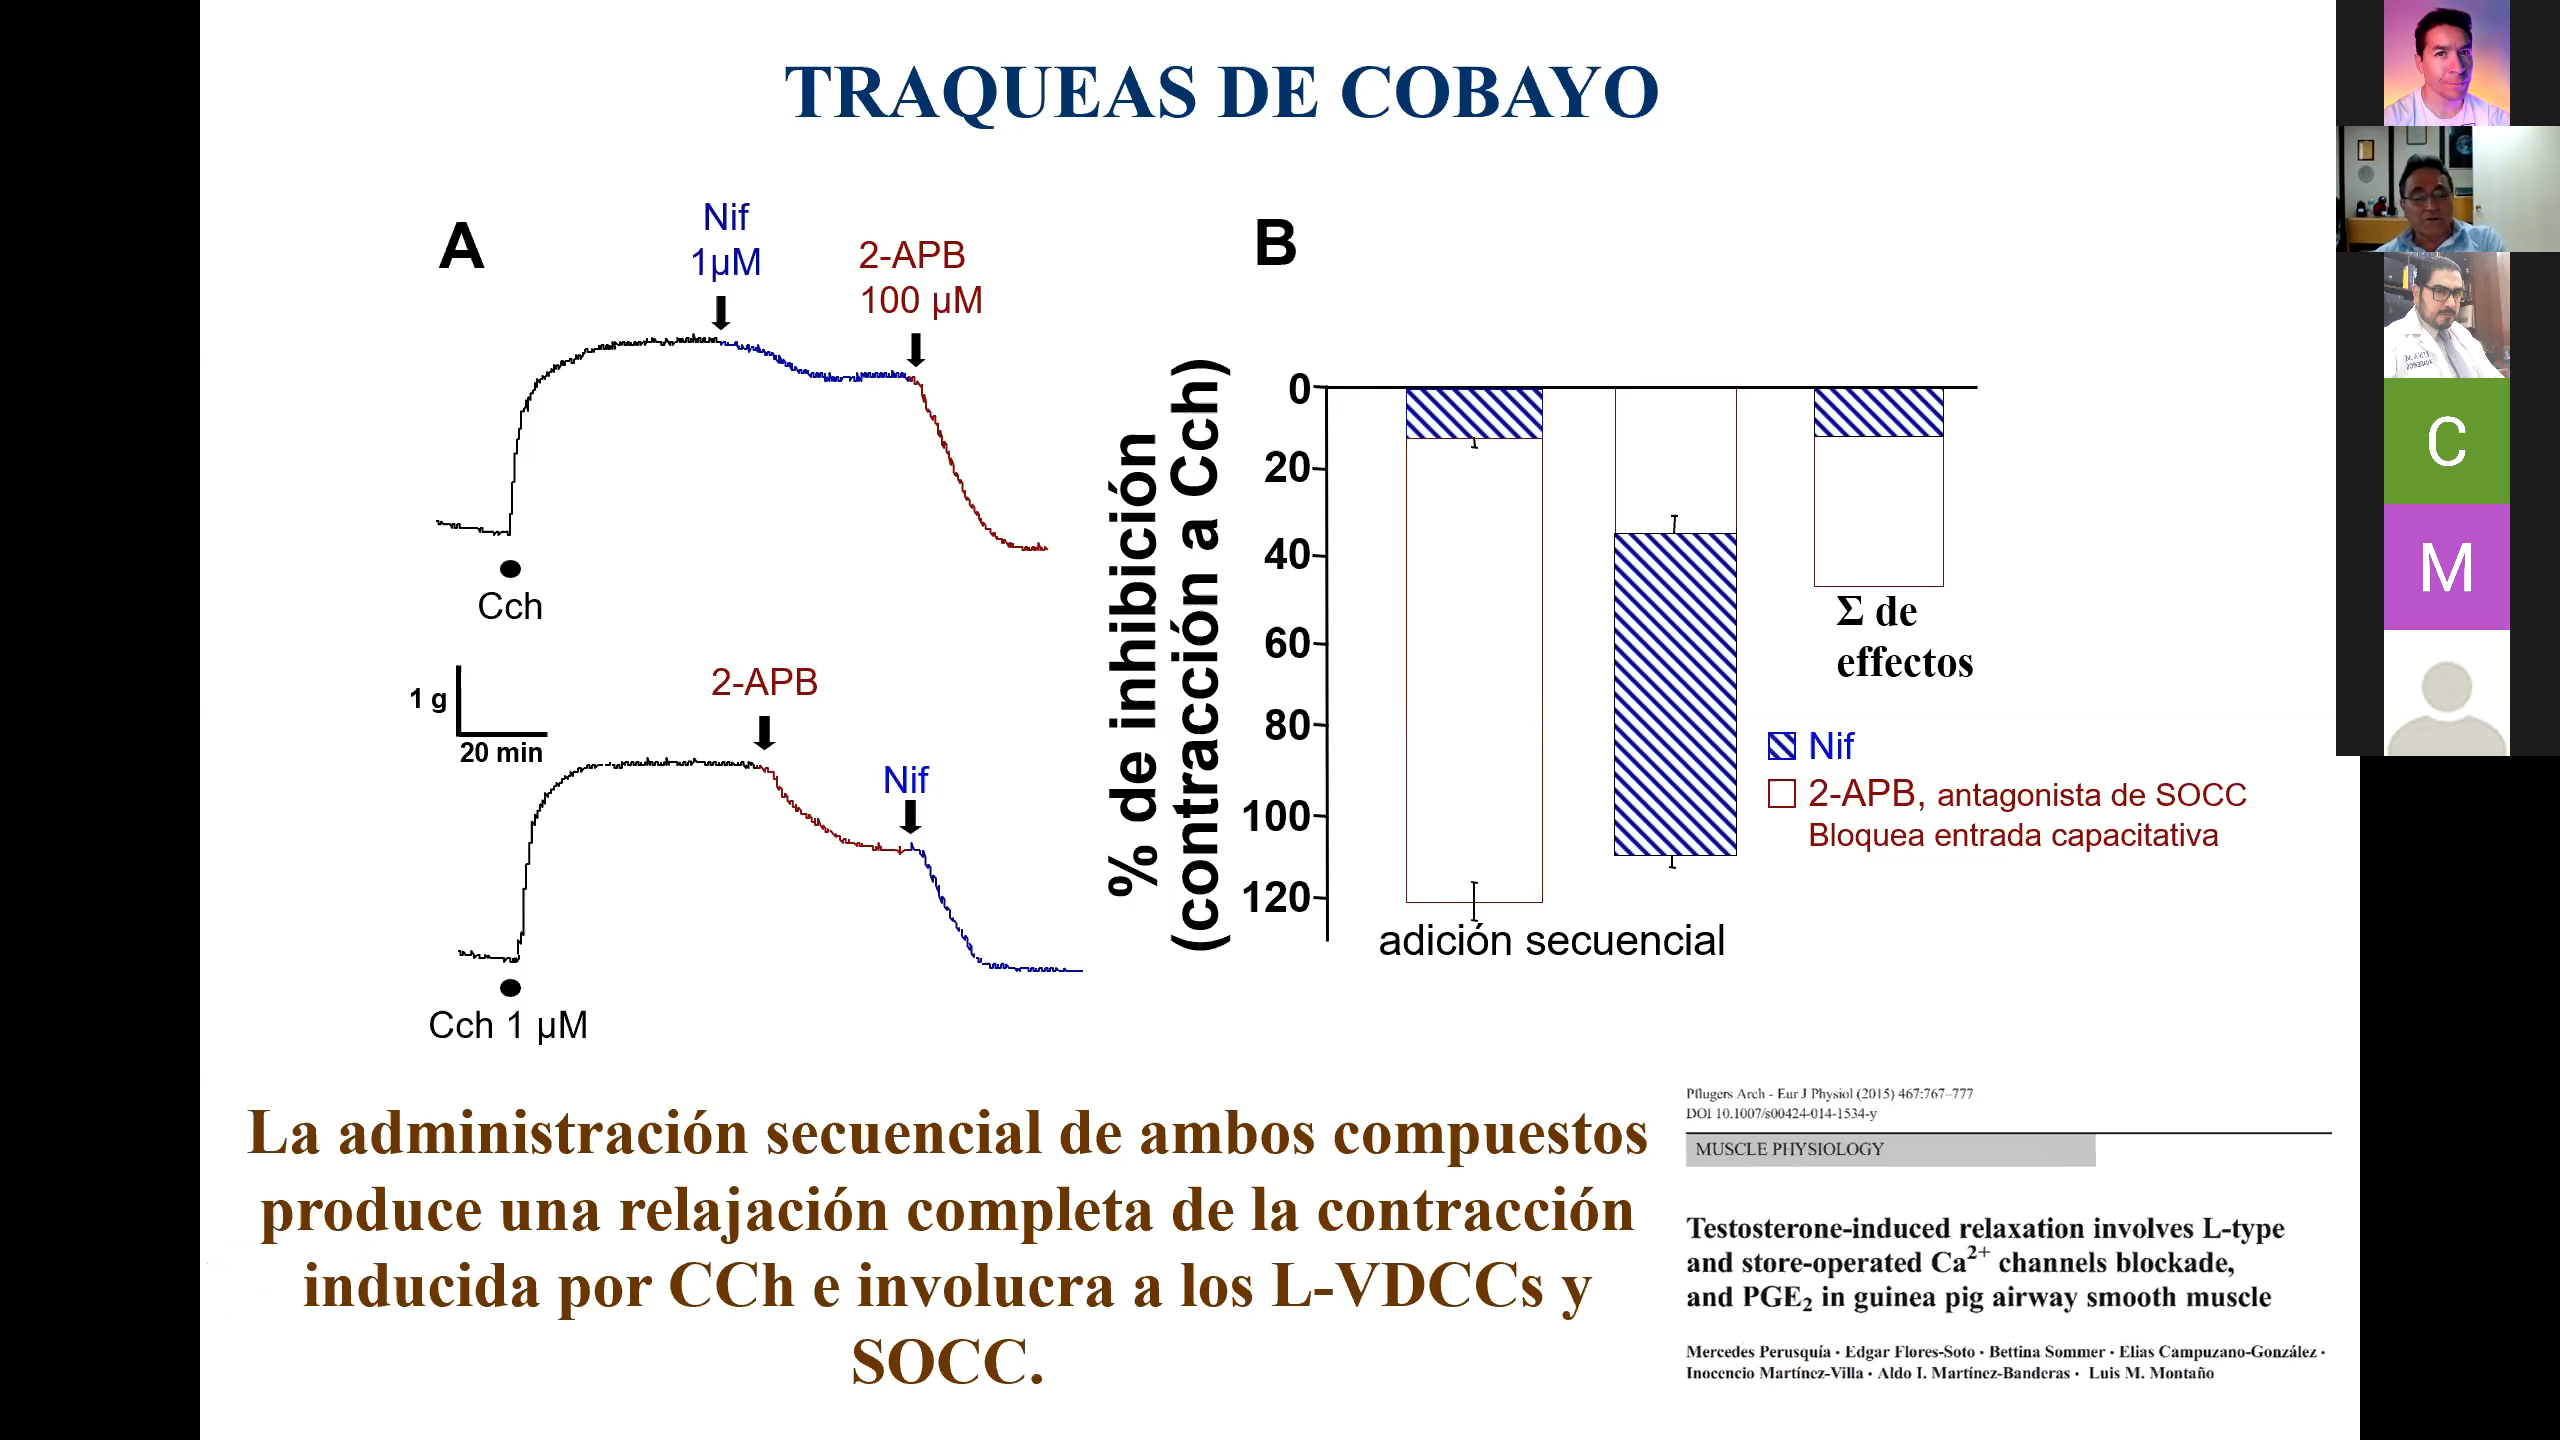 TRAQUEAS DE COBAYO
A
Nif
1µM
2-APB
100 µM
Cch
1 g
20 min
2-APB
Nif
Cch 1 µM
B
% de inhibición
(contracción a Cch)
0
20
40
60
80
100
120
Σ de
effectos
Nif
2-APB, antagonista de SOCC
Bloquea entrada capacitativa
adición secuencial
La administración secuencial de ambos compuestos
produce una relajación completa de la contracción
inducida por CCh e involucra a los L-VDCCs y
SOCC.
Pflugers Arch - Eur J Physiol (2015) 467:767–777
DOI 10.1007/s00424-014-1534-y
MUSCLE PHYSIOLOGY
Testosterone-induced relaxation involves L-type
and store-operated Ca2+ channels blockade,
and PGE2 in guinea pig airway smooth muscle
Mercedes Perusquía · Edgar Flores-Soto · Bettina Sommer · Elias Campuzano-González ·
Inocencio Martínez-Villa · Aldo I. Martínez-Banderas · Luis M. Montaño
C
M